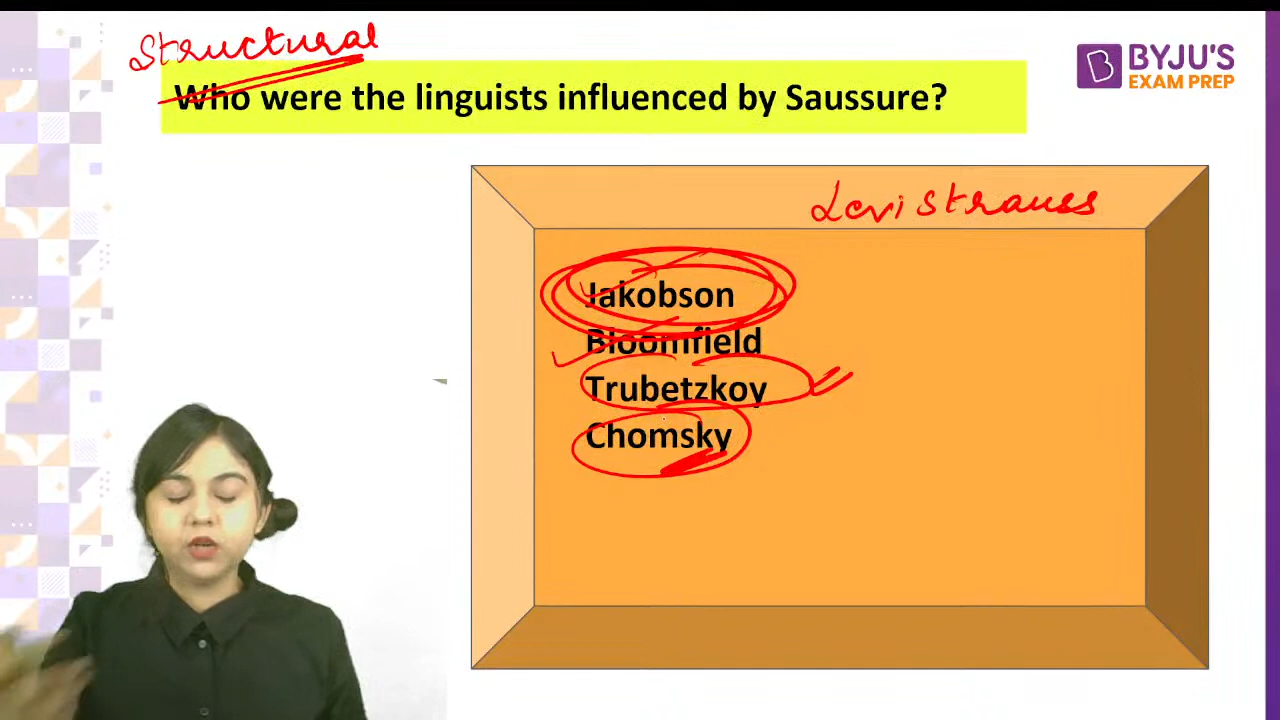 Structural
Who were the linguists influenced by Saussure?
BYJU'S
EXAM PREP
Levi Strauss
Jakobson
Bloomfield
Trubetzkoy
Chomsky